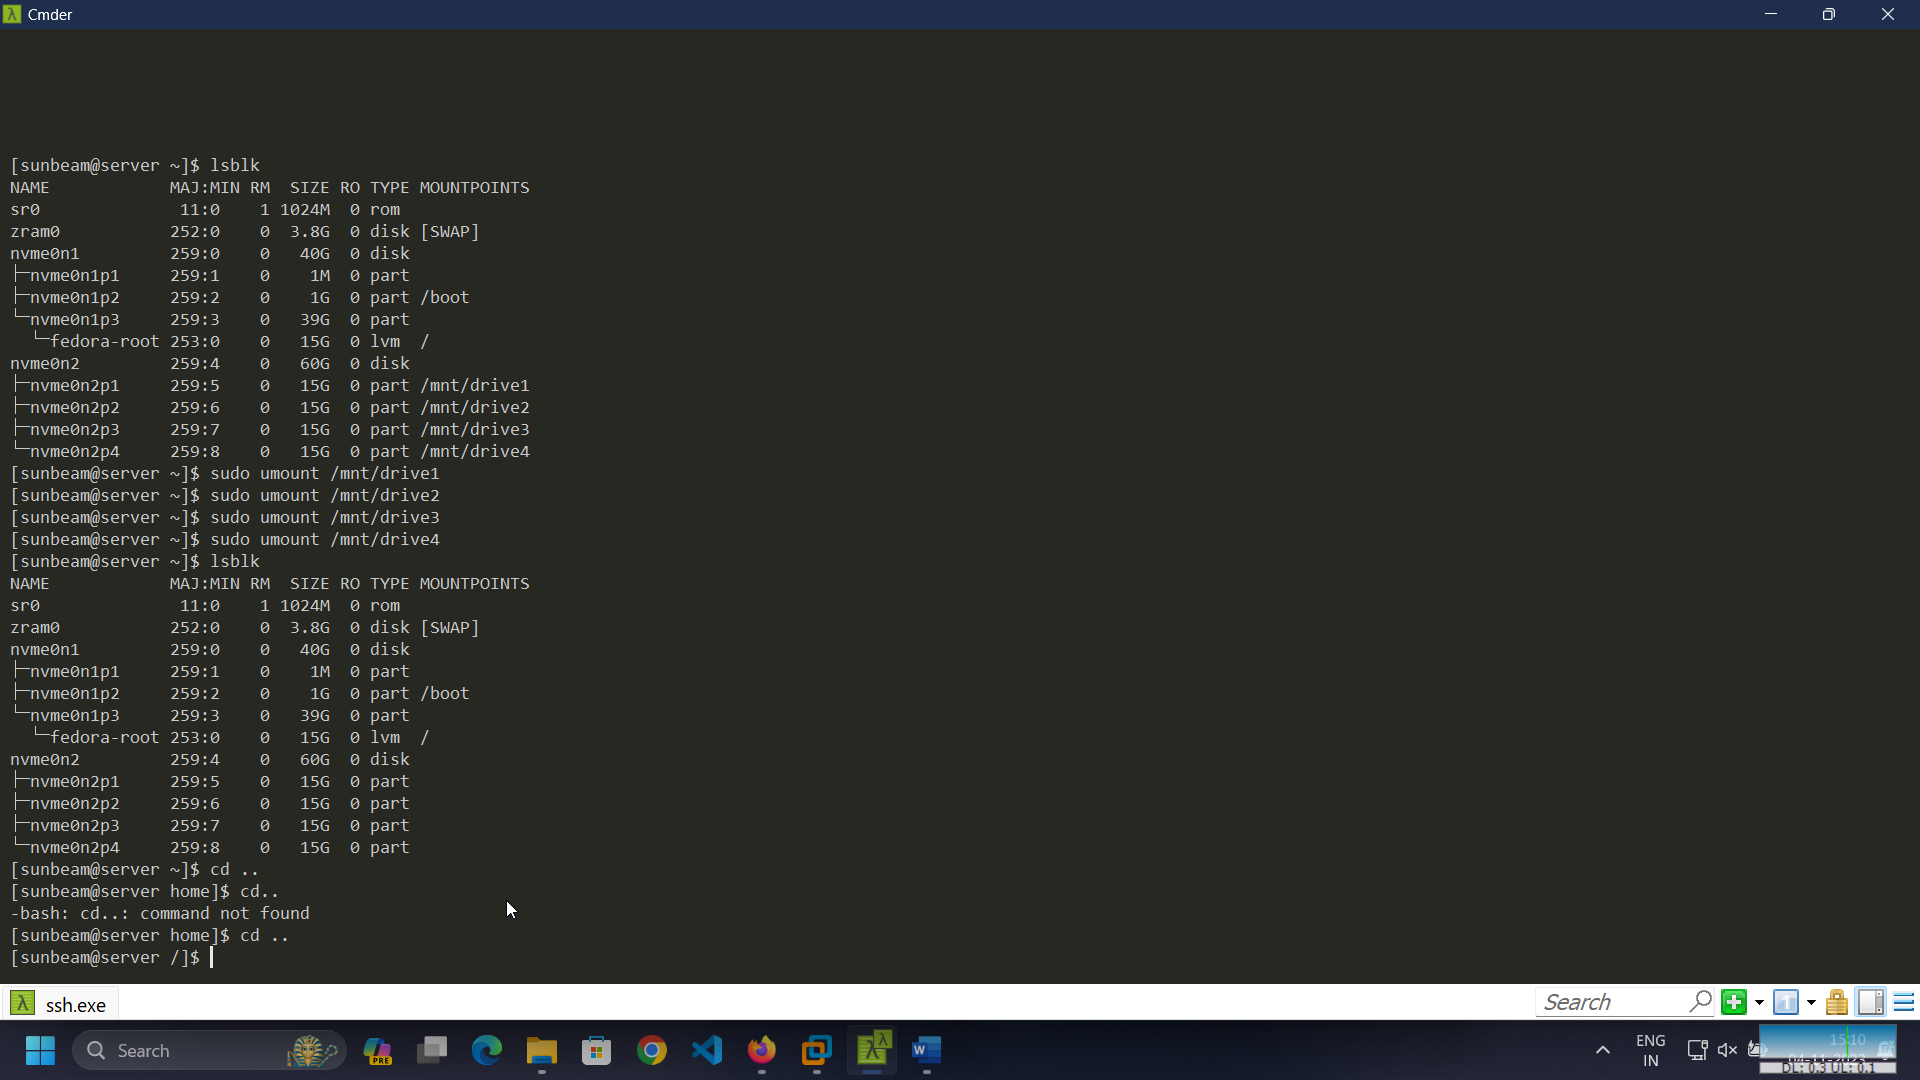 Cmder
[sunbeam@server ~]$ lsblk
NAME MAJ:MIN RM SIZE RO TYPE MOUNTPOINTS
sr0 11:0 1 1024M 0 rom
zram0 252:0 0 3.8G 0 disk [SWAP]
nvme0n1 259:0 0 40G 0 disk
├─nvme0n1p1 259:1 0 1M 0 part
├─nvme0n1p2 259:2 0 1G 0 part /boot
└─nvme0n1p3 259:3 0 39G 0 part
  └─fedora-root 253:0 0 15G 0 lvm /
nvme0n2 259:4 0 60G 0 disk
├─nvme0n2p1 259:5 0 15G 0 part /mnt/drive1
├─nvme0n2p2 259:6 0 15G 0 part /mnt/drive2
├─nvme0n2p3 259:7 0 15G 0 part /mnt/drive3
└─nvme0n2p4 259:8 0 15G 0 part /mnt/drive4
[sunbeam@server ~]$ sudo umount /mnt/drive1
[sunbeam@server ~]$ sudo umount /mnt/drive2
[sunbeam@server ~]$ sudo umount /mnt/drive3
[sunbeam@server ~]$ sudo umount /mnt/drive4
[sunbeam@server ~]$ lsblk
NAME MAJ:MIN RM SIZE RO TYPE MOUNTPOINTS
sr0 11:0 1 1024M 0 rom
zram0 252:0 0 3.8G 0 disk [SWAP]
nvme0n1 259:0 0 40G 0 disk
├─nvme0n1p1 259:1 0 1M 0 part
├─nvme0n1p2 259:2 0 1G 0 part /boot
└─nvme0n1p3 259:3 0 39G 0 part
  └─fedora-root 253:0 0 15G 0 lvm /
nvme0n2 259:4 0 60G 0 disk
├─nvme0n2p1 259:5 0 15G 0 part
├─nvme0n2p2 259:6 0 15G 0 part
├─nvme0n2p3 259:7 0 15G 0 part
└─nvme0n2p4 259:8 0 15G 0 part
[sunbeam@server ~]$ cd ..
[sunbeam@server home]$ cd..
-bash: cd..: command not found
[sunbeam@server home]$ cd ..
[sunbeam@server /]$
ssh.exe
Search
Search
PRE
ENG
IN
15:10
04-11-2023
DL: 0.3 UL: 0.1